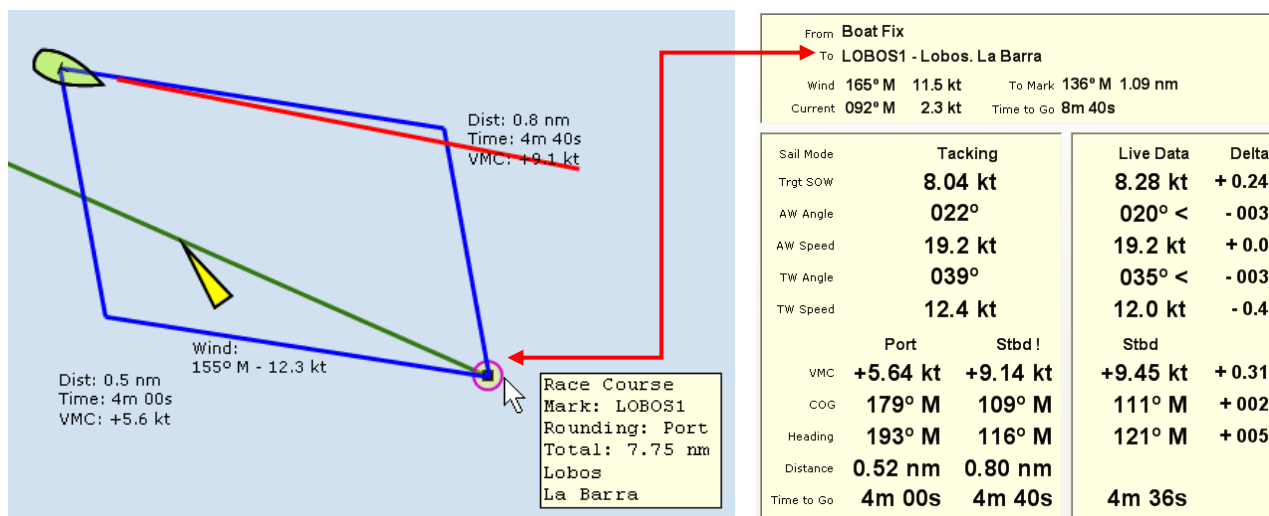 Dist: 0.8 nm
Time: 4m 40s
VMC: +9.1 kt
Wind:
155º M - 12.3 kt
Dist: 0.5 nm
Time: 4m 00s
VMC: +5.6 kt
Race Course
Mark: LOBOS1
Rounding: Port
Total: 7.75 nm
Lobos
La Barra
From Boat Fix
To LOBOS1 - Lobos. La Barra
Wind 165º M 11.5 kt To Mark 136º M 1.09 nm
Current 092º M 2.3 kt Time to Go 8m 40s
Sail Mode Tacking Live Data Delta
Trgt SOW 8.04 kt 8.28 kt + 0.24
AW Angle 022º 020º < - 003
AW Speed 19.2 kt 19.2 kt + 0.0
TW Angle 039º 035º < - 003
TW Speed 12.4 kt 12.0 kt - 0.4
Port Stbd ! Stbd
VMC +5.64 kt +9.14 kt +9.45 kt + 0.31
COG 179º M 109º M 111º M + 002
Heading 193º M 116º M 121º M + 005
Distance 0.52 nm 0.80 nm
Time to Go 4m 00s 4m 40s 4m 36s